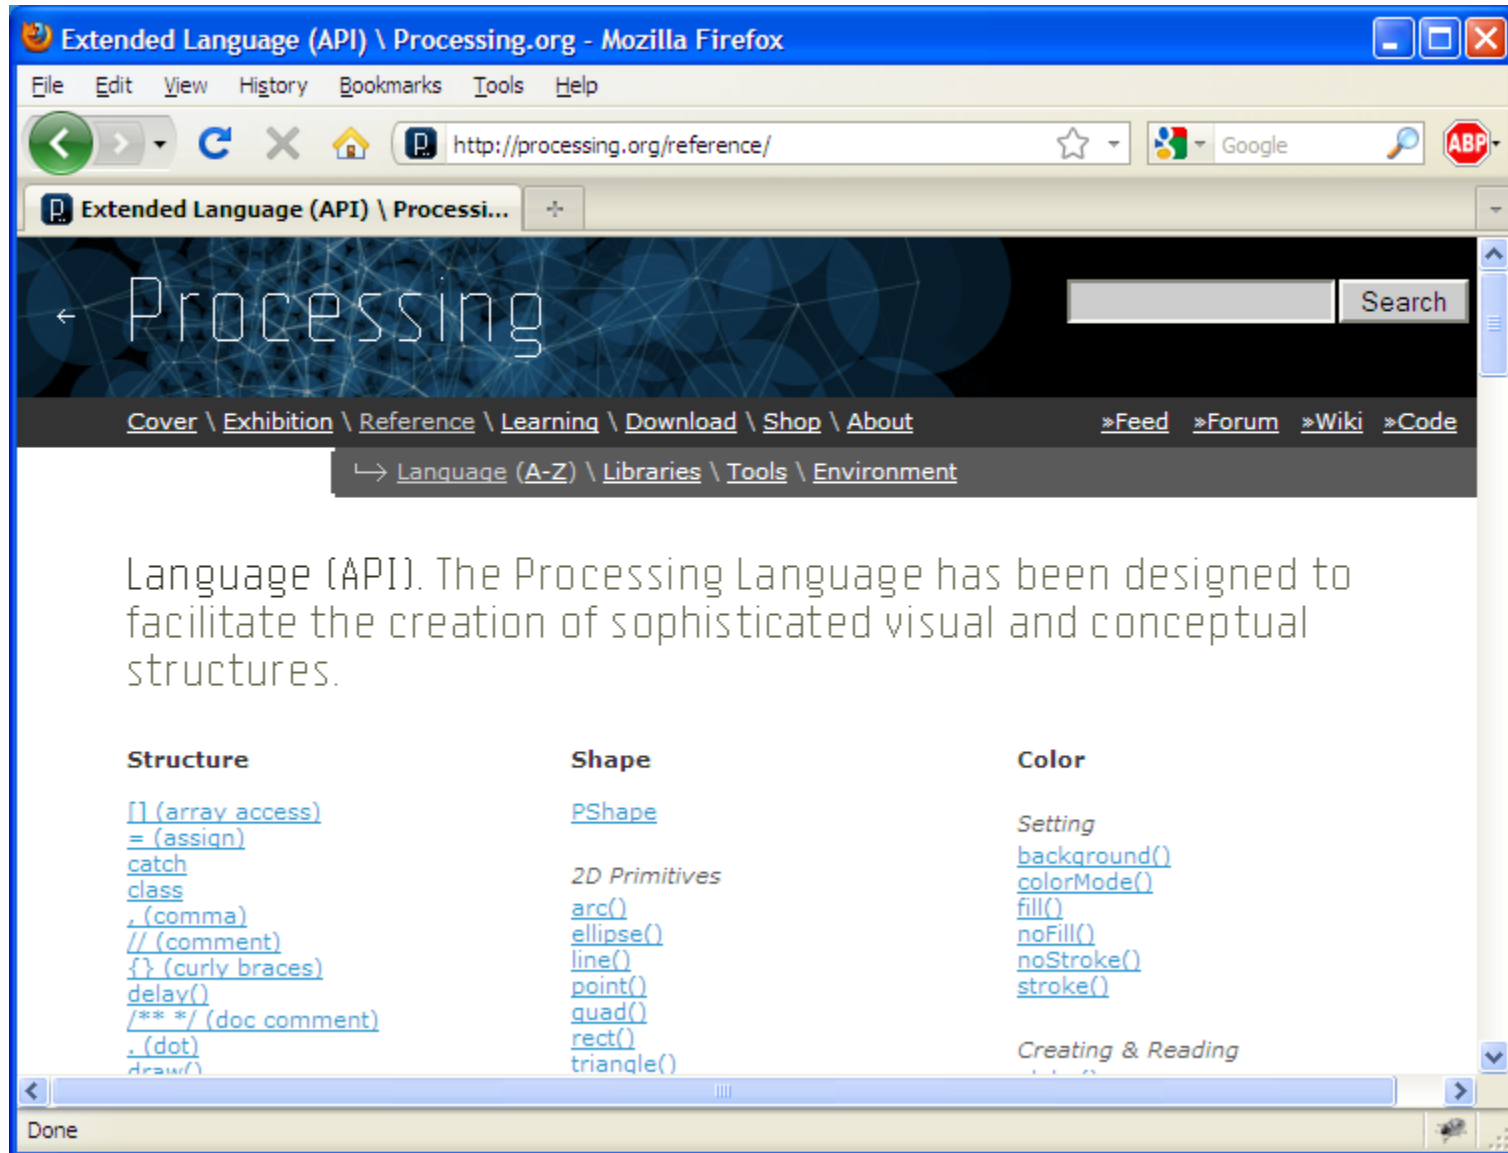 Extended Language (API) \ Processing.org - Mozilla Firefox
File Edit View History Bookmarks Tools Help
http://processing.org/reference/
Google
ABP
Extended Language (API) \ Processi...
← Processing
Search
Cover \ Exhibition \ Reference \ Learning \ Download \ Shop \ About
»Feed »Forum »Wiki »Code
Language (A-Z) \ Libraries \ Tools \ Environment
Language (API). The Processing Language has been designed to
facilitate the creation of sophisticated visual and conceptual
structures.
Structure
[] (array access)
= (assign)
catch
class
, (comma)
// (comment)
{} (curly braces)
delay()
/** */ (doc comment)
. (dot)
draw()
Shape
PShape
2D Primitives
arc()
ellipse()
line()
point()
quad()
rect()
triangle()
Color
Setting
background()
colorMode()
fill()
noFill()
noStroke()
stroke()
Creating & Reading
Done